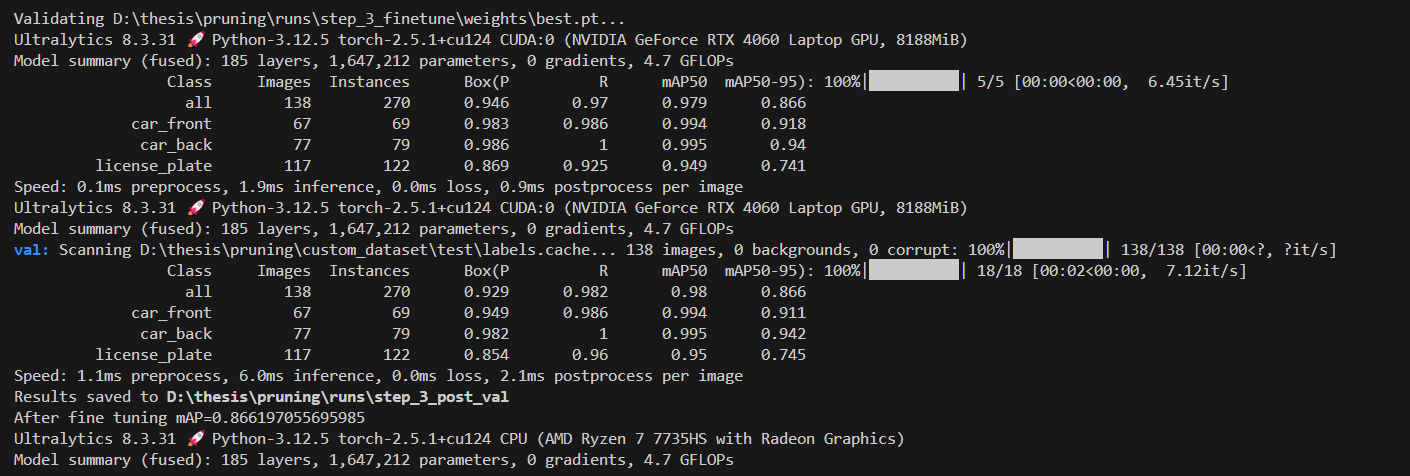 Validating D:\thesis\pruning\runs\step_3_finetune\weights\best.pt...
Ultralytics 8.3.31 🚀 Python-3.12.5 torch-2.5.1+cu124 CUDA:0 (NVIDIA GeForce RTX 4060 Laptop GPU, 8188MiB)
Model summary (fused): 185 layers, 1,647,212 parameters, 0 gradients, 4.7 GFLOPs
Class Images Instances Box(P R mAP50 mAP50-95): 100%|██████████| 5/5 [00:00<00:00, 6.45it/s]
all 138 270 0.946 0.97 0.979 0.866
car_front 67 69 0.983 0.986 0.994 0.918
car_back 77 79 0.986 1 0.995 0.94
license_plate 117 122 0.869 0.925 0.949 0.741
Speed: 0.1ms preprocess, 1.9ms inference, 0.0ms loss, 0.9ms postprocess per image
Ultralytics 8.3.31 🚀 Python-3.12.5 torch-2.5.1+cu124 CUDA:0 (NVIDIA GeForce RTX 4060 Laptop GPU, 8188MiB)
Model summary (fused): 185 layers, 1,647,212 parameters, 0 gradients, 4.7 GFLOPs
val: Scanning D:\thesis\pruning\custom_dataset\test\labels.cache... 138 images, 0 backgrounds, 0 corrupt: 100%|██████████| 138/138 [00:00<?, ?it/s]
Class Images Instances Box(P R mAP50 mAP50-95): 100%|██████████| 18/18 [00:02<00:00, 7.12it/s]
all 138 270 0.929 0.982 0.98 0.866
car_front 67 69 0.949 0.986 0.994 0.911
car_back 77 79 0.982 1 0.995 0.942
license_plate 117 122 0.854 0.96 0.95 0.745
Speed: 1.1ms preprocess, 6.0ms inference, 0.0ms loss, 2.1ms postprocess per image
Results saved to D:\thesis\pruning\runs\step_3_post_val
After fine tuning mAP=0.866197055695985
Ultralytics 8.3.31 🚀 Python-3.12.5 torch-2.5.1+cu124 CPU (AMD Ryzen 7 7735HS with Radeon Graphics)
Model summary (fused): 185 layers, 1,647,212 parameters, 0 gradients, 4.7 GFLOPs